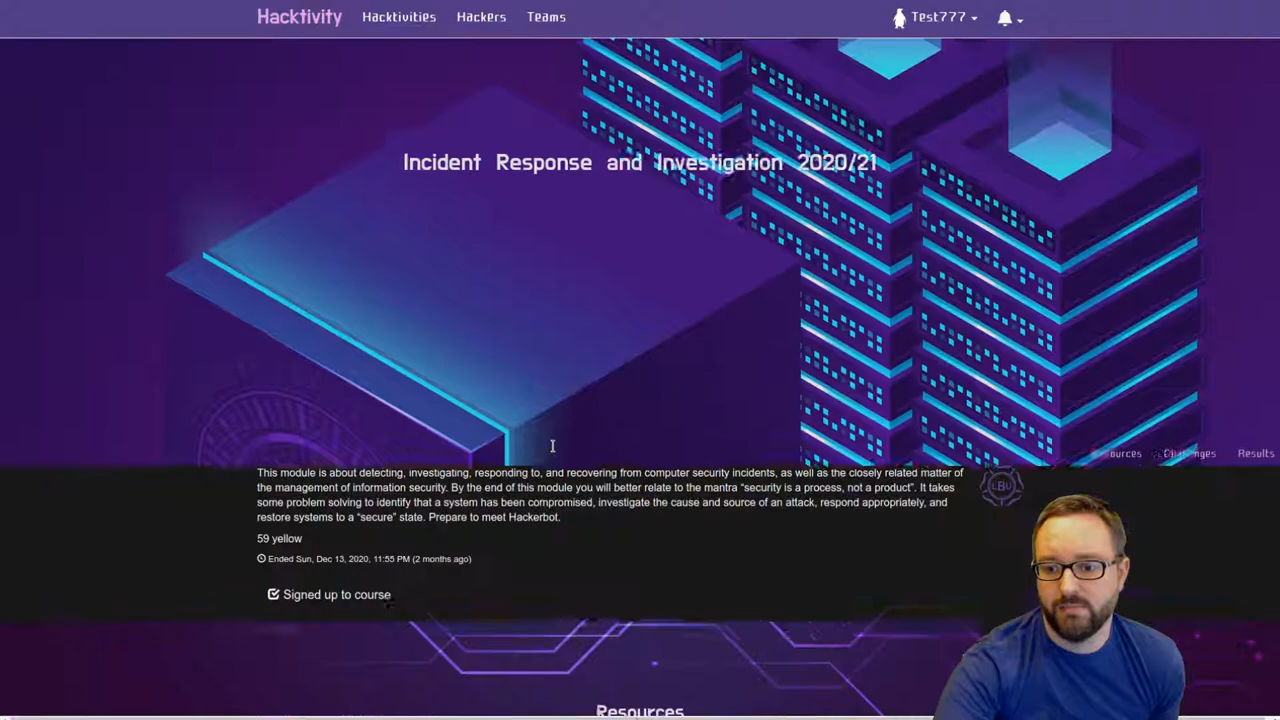 Hacktivity Hacktivities Hackers Teams Test777
Incident Response and Investigation 2020/21
Challenges Results
This module is about detecting, investigating, responding to, and recovering from computer security incidents, as well as the closely related matter
of the management of information security. By the end of this module you will better relate to the mantra “security is a process, not a product”. It takes
some problem solving to identify that a system has been compromised, investigate the cause and source of an attack, respond appropriately, and
restore systems to a “secure” state. Prepare to meet Hackerbot.
LBU
59 yellow
Ended Sun, Dec 13, 2020, 11:55 PM (2 months ago)
Signed up to course
Resources